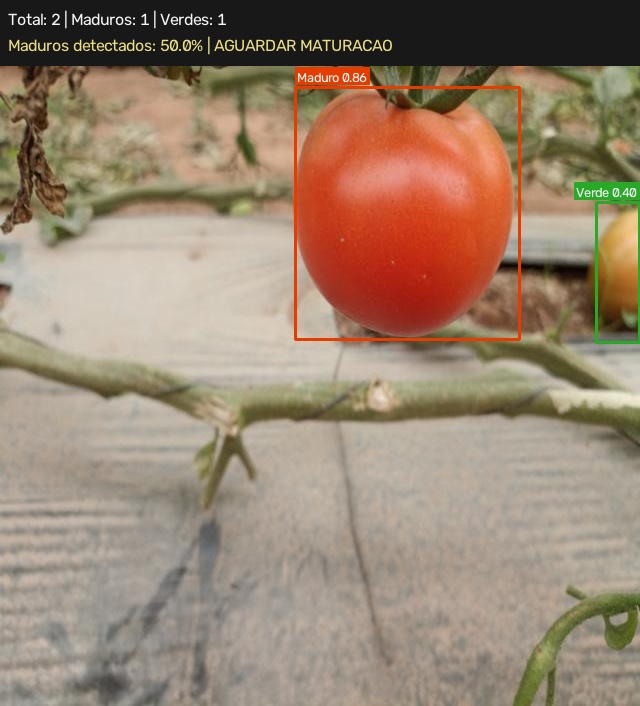 Total: 2 | Maduros: 1 | Verdes: 1
Maduros detectados: 50.0% | AGUARDAR MATURACAO
Maduro 0.86
Verde 0.40